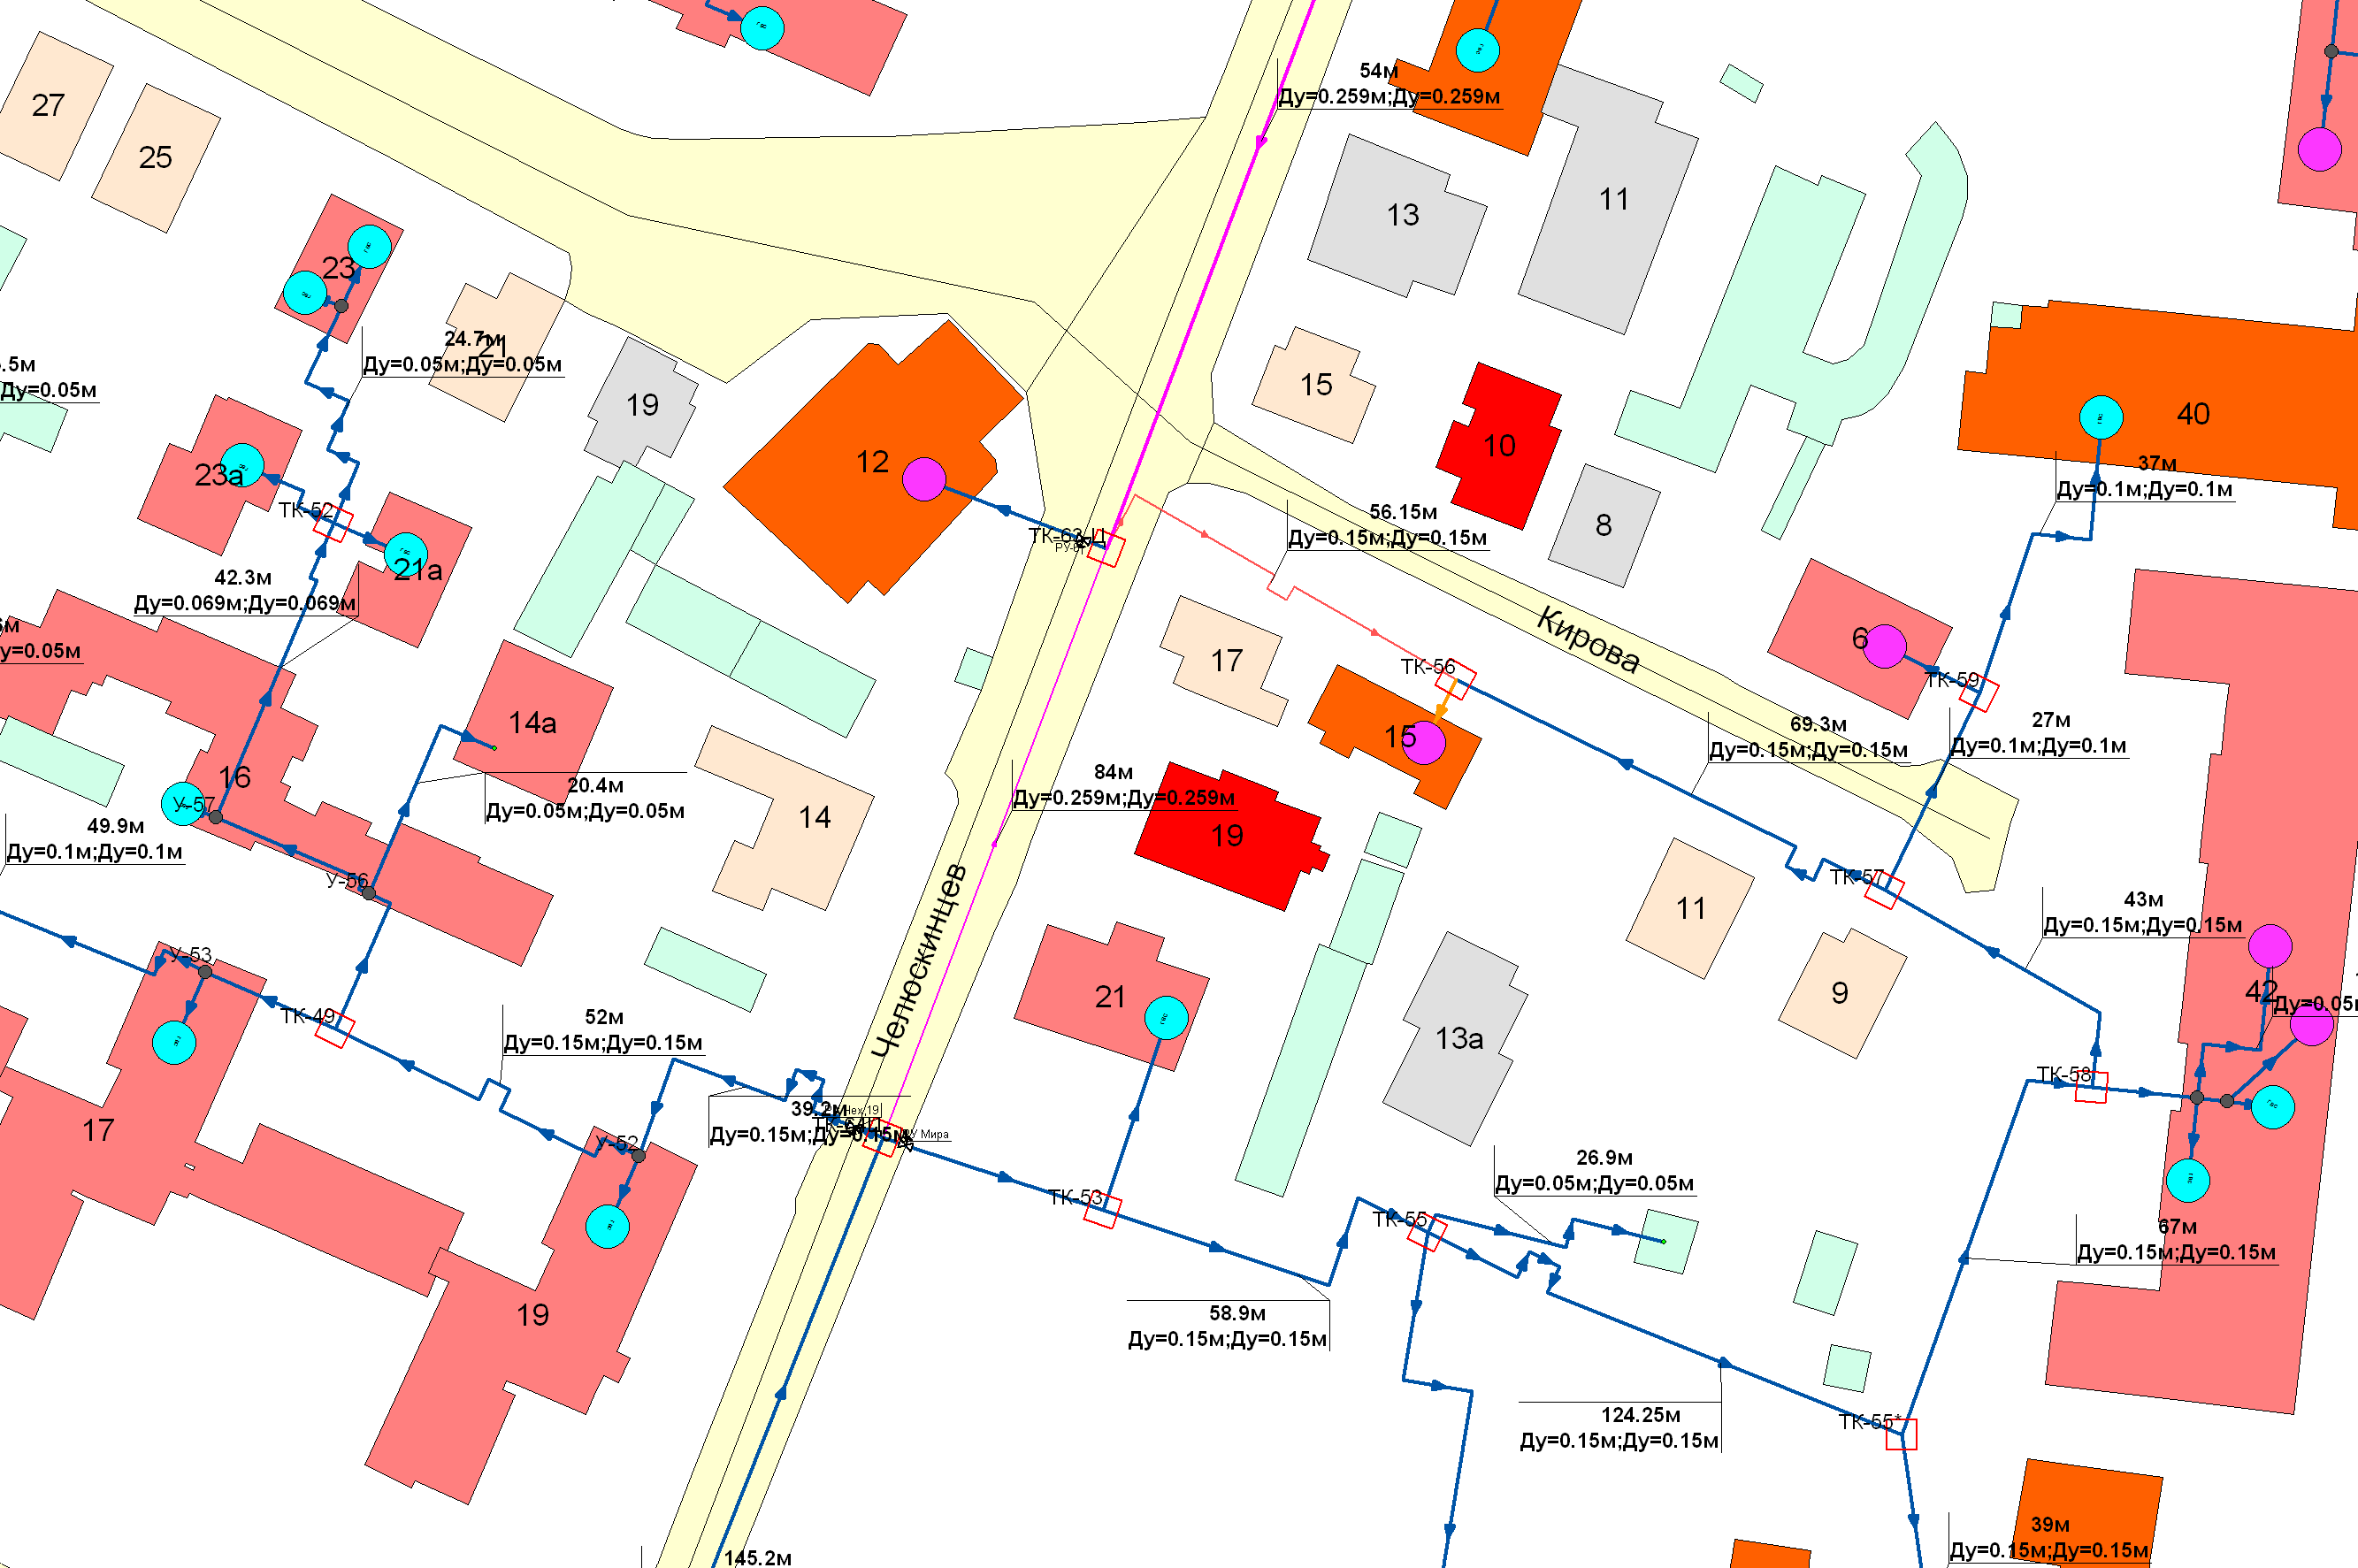 54м
Ду=0.259м;Ду=0.259м
27
25
13
11
23
24.7м
Ду=0.05м;Ду=0.05м
21
.5м
Ду=0.05м
19
15
10
12
40
37м
Ду=0.1м;Ду=0.1м
23а
ТК-52
21а
8
56.15м
Ду=0.15м;Ду=0.15м
ТК-63-Д
42.3м
Ду=0.069м;Ду=0.069м
Кирова
6
17
ТК-56
ТК-59
14а
15
69.3м
Ду=0.15м;Ду=0.15м
27м
Ду=0.1м;Ду=0.1м
16
У-57
20.4м
Ду=0.05м;Ду=0.05м
84м
Ду=0.259м;Ду=0.259м
14
19
49.9м
Ду=0.1м;Ду=0.1м
У-56
ТК-57
11
43м
Ду=0.15м;Ду=0.15м
Челюскинцев
У-53
21
9
42
ТК-49
52м
Ду=0.15м;Ду=0.15м
13а
ТК-58
39.2м
Ду=0.15м;Ду=0.15м
РУ Мира
17
У-52
26.9м
Ду=0.05м;Ду=0.05м
ТК-53
ТК-55
67м
Ду=0.15м;Ду=0.15м
19
58.9м
Ду=0.15м;Ду=0.15м
124.25м
Ду=0.15м;Ду=0.15м
ТК-55*
39м
Ду=0.15м;Ду=0.15м
145.2м